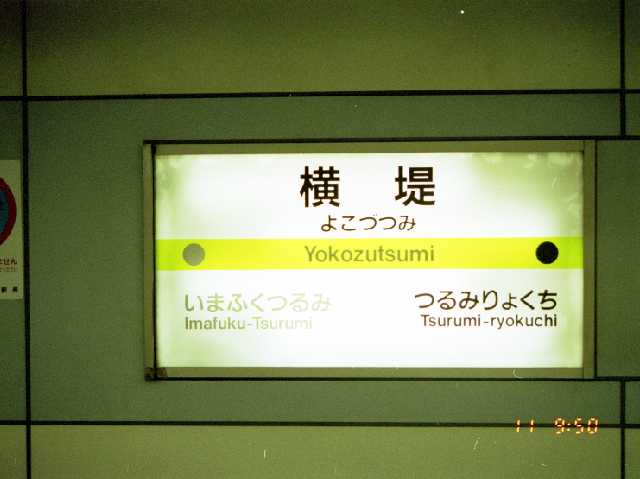 横 堤
よこづつみ
Yokozutsumi
いまふくつるみ
Imafuku-Tsurumi
つるみりょくち
Tsurumi-ryokuchi
11 9:50